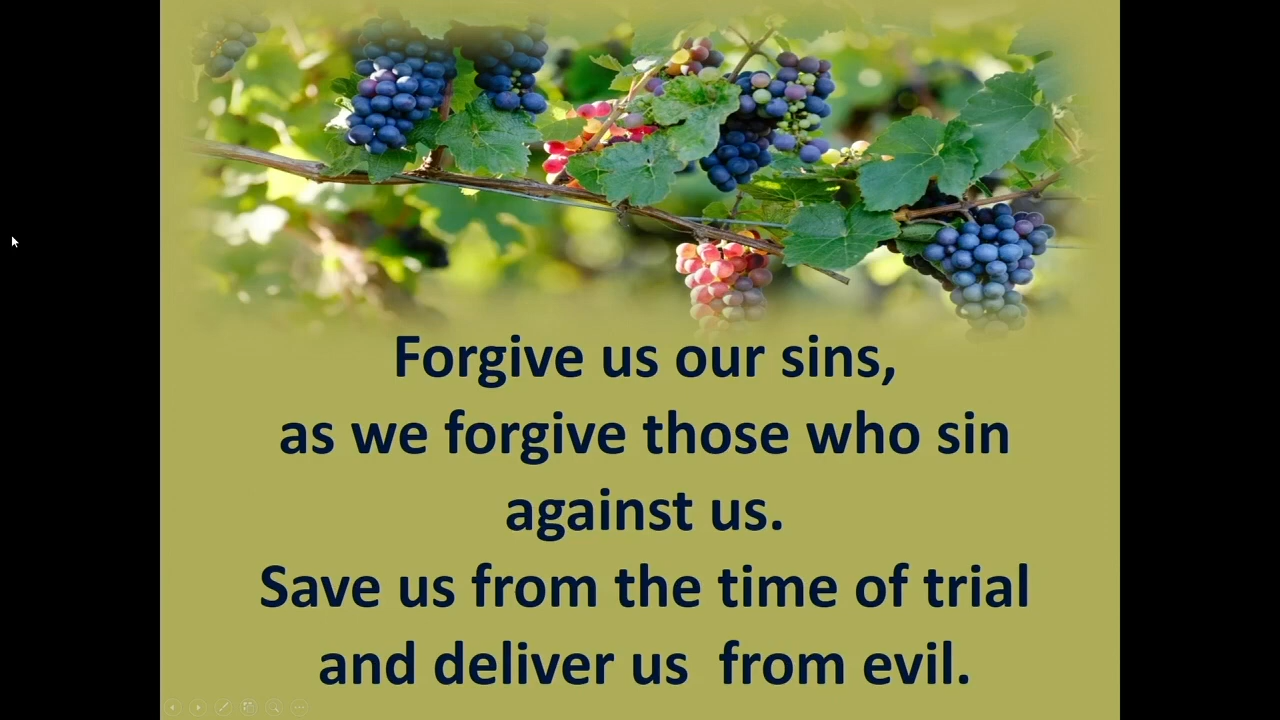 Forgive us our sins,
as we forgive those who sin
against us.
Save us from the time of trial
and deliver us  from evil.